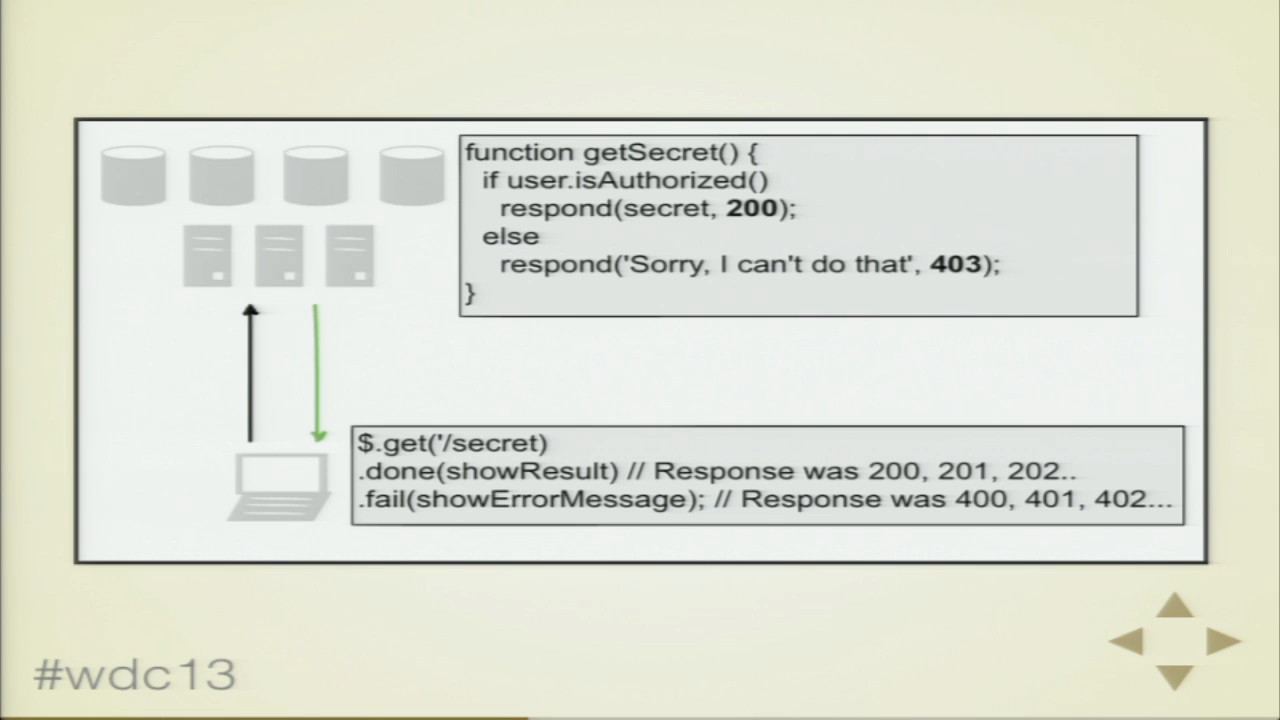 function getSecret() {
if user.isAuthorized()
respond(secret, 200);
else
respond('Sorry, I can't do that', 403);
}
$.get('/secret)
.done(showResult) // Response was 200, 201, 202..
.fail(showErrorMessage); // Response was 400, 401, 402...
#wdc13